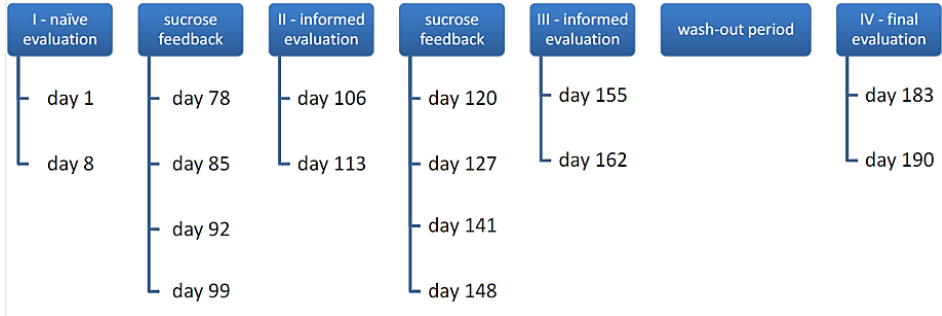 I - naïve
evaluation
day 1
day 8
sucrose
feedback
day 78
day 85
day 92
day 99
II - informed
evaluation
day 106
day 113
sucrose
feedback
day 120
day 127
day 141
day 148
III - informed
evaluation
day 155
day 162
wash-out period
IV - final
evaluation
day 183
day 190